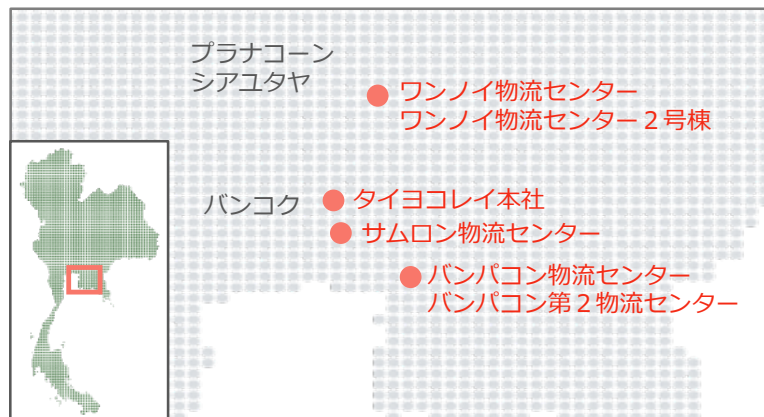 プラナコーン
シアユタヤ
ワンノイ物流センター
ワンノイ物流センター２号棟
バンコク
タイヨコレイ本社
サムロン物流センター
バンパコン物流センター
バンパコン第２物流センター